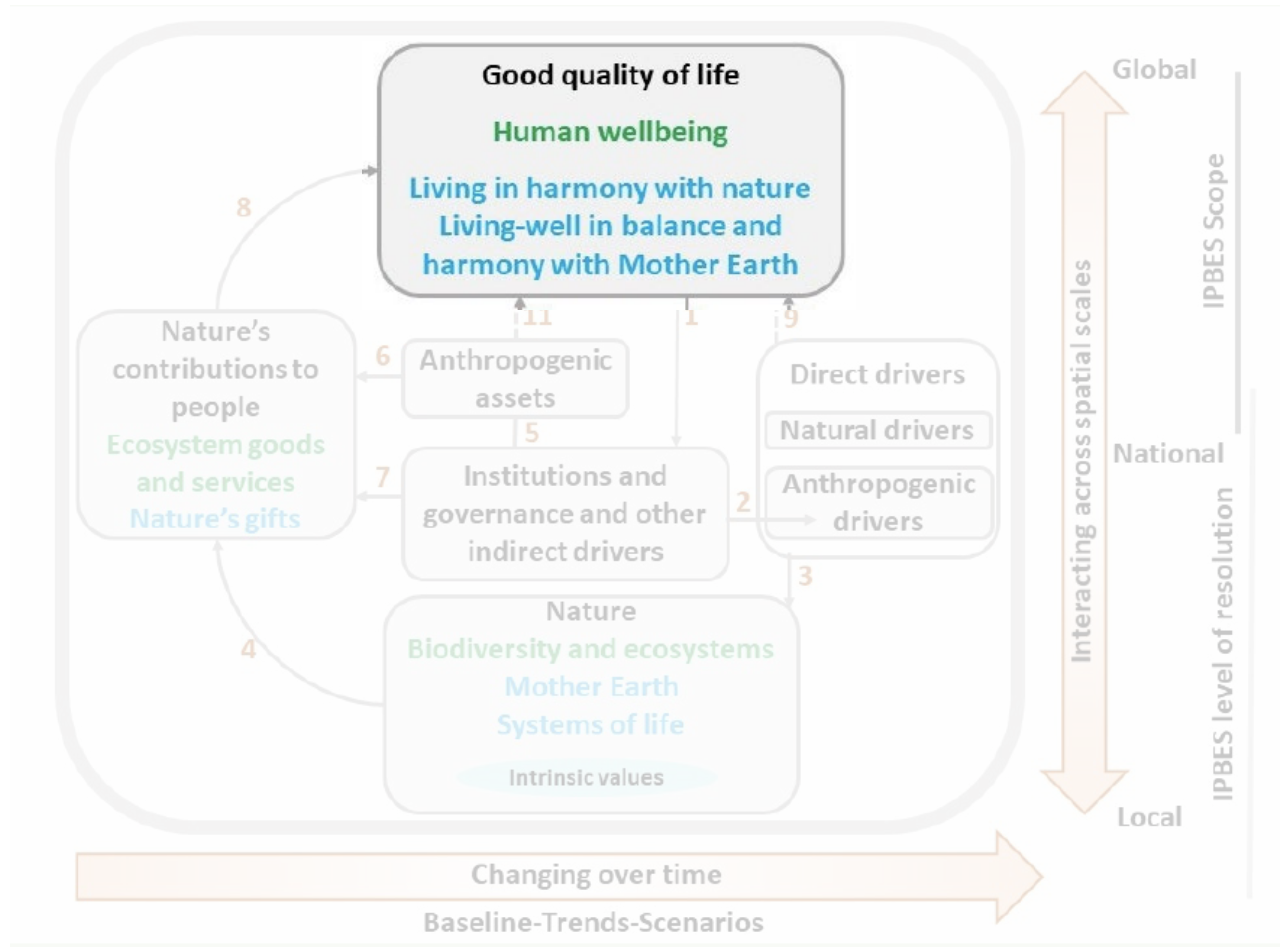 Good quality of life
Human wellbeing
Living in harmony with nature
Living-well in balance and
harmony with Mother Earth
8
11
1
9
Nature's
contributions to
people
Ecosystem goods
and services
Nature's gifts
6
Anthropogenic
assets
5
7
Institutions and
governance and other
indirect drivers
2
Direct drivers
Natural drivers
Anthropogenic
drivers
3
4
Nature
Biodiversity and ecosystems
Mother Earth
Systems of life
Intrinsic values
Changing over time
Baseline-Trends-Scenarios
Interacting across spatial scales
Global
National
Local
IPBES Scope
IPBES level of resolution